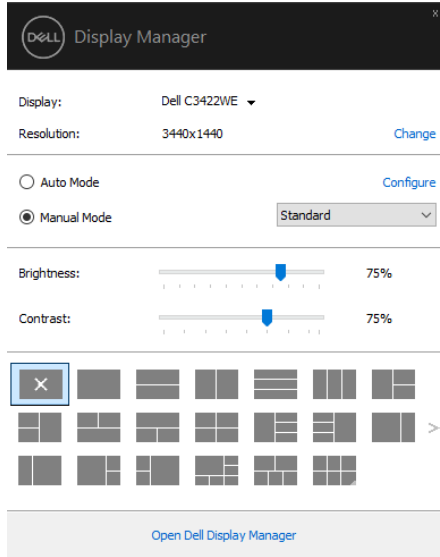 DELL Display Manager
Display: Dell C3422WE
Resolution: 3440x1440 Change
Auto Mode Configure
Manual Mode Standard
Brightness: 75%
Contrast: 75%
Open Dell Display Manager